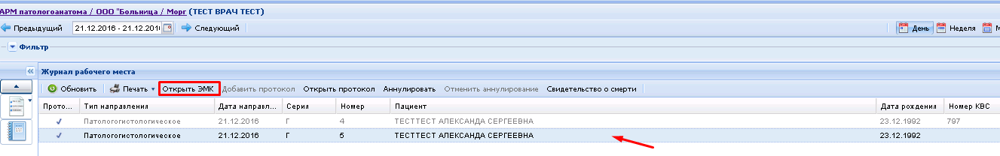 АРМ патологоанатома / ООО "Больница / Морг (ТЕСТ ВРАЧ ТЕСТ)
Предыдущий 21.12.2016 - 21.12.201 Следующий День Неделя М
Фильтр
Журнал рабочего места
Обновить Печать Открыть ЭМК Добавить протокол Открыть протокол Аннулировать Отменить аннулирование Свидетельство о смерти
Прото... Тип направления Дата направл... Серия Номер Пациент Дата рождения Номер КВС
Патологогистологическое 21.12.2016 Г 4 ТЕСТТЕСТ АЛЕКСАНДА СЕРГЕЕВНА 23.12.1992 797
Патологогистологическое 21.12.2016 Г 5 ТЕСТТЕСТ АЛЕКСАНДА СЕРГЕЕВНА 23.12.1992